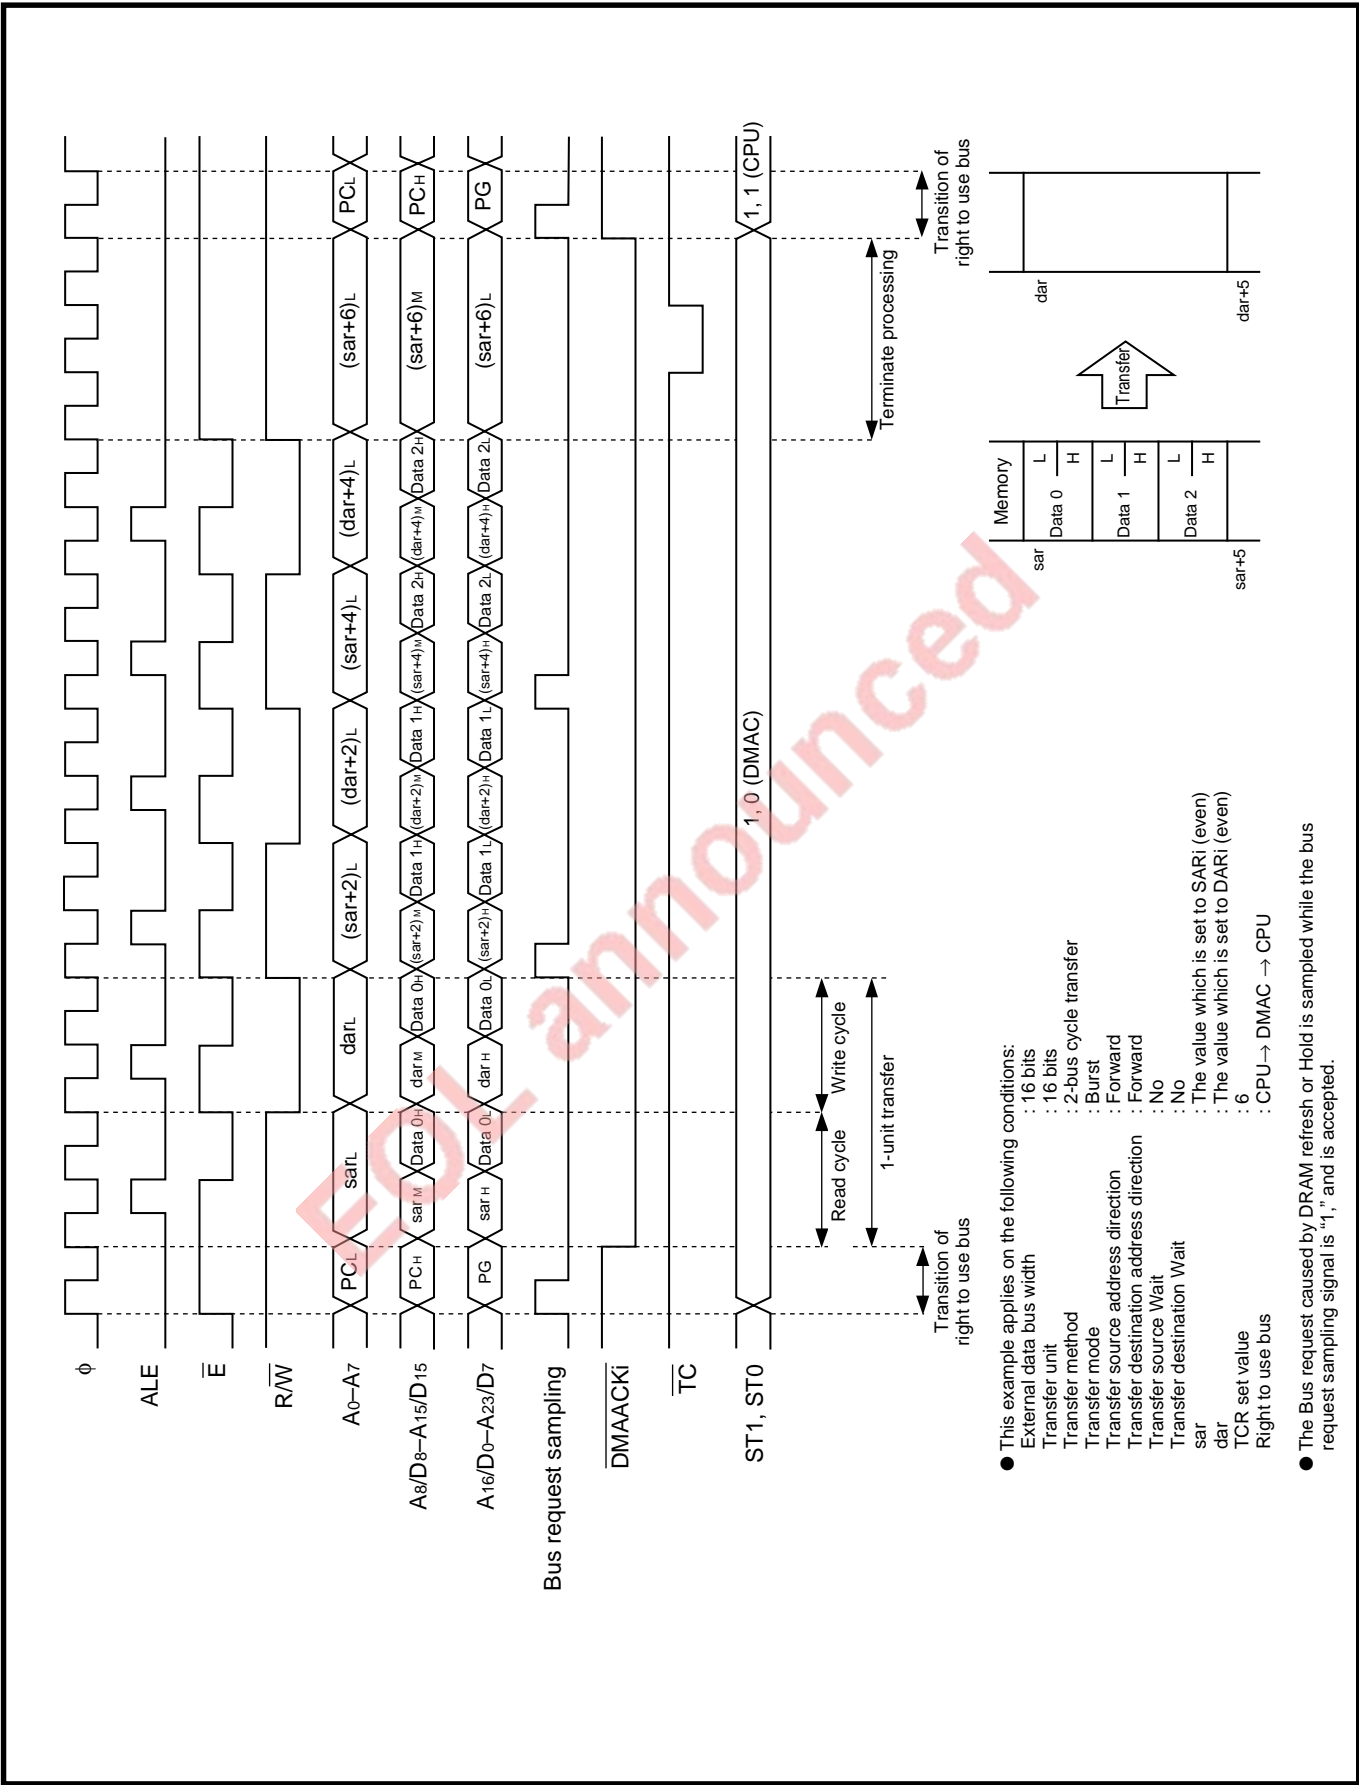 φ
ALE
E
R/W
A0–A7 PCL sarL darL (sar+2)L (dar+2)L (sar+4)L (dar+4)L (sar+6)L PCL
A8/D8–A15/D15 PCH sar M Data 0H dar M Data 0H (sar+2)M Data 1H (dar+2)M Data 1H (sar+4)M Data 2H (dar+4)M Data 2H (sar+6)M PCH
A16/D0–A23/D7 PG sar H Data 0L dar H Data 0L (sar+2)H Data 1L (dar+2)H Data 1L (sar+4)H Data 2L (dar+4)H Data 2L (sar+6)L PG
Bus request sampling
DMAACKi
TC
ST1, ST0 1, 0 (DMAC) 1, 1 (CPU)
Read cycle Write cycle
1-unit transfer
Terminate processing
Transition of
right to use bus
Transition of
right to use bus
● This example applies on the following conditions:
External data bus width : 16 bits
Transfer unit : 16 bits
Transfer method : 2-bus cycle transfer
Transfer mode : Burst
Transfer source address direction : Forward
Transfer destination address direction : Forward
Transfer source Wait : No
Transfer destination Wait : No
sar : The value which is set to SARi (even)
dar : The value which is set to DARi (even)
TCR set value : 6
Right to use bus : CPU→ DMAC → CPU
● The Bus request caused by DRAM refresh or Hold is sampled while the bus
request sampling signal is “1,” and is accepted.
Memory
sar
Data 0 L
H
Data 1 L
H
Data 2 L
H
sar+5
Transfer
dar
dar+5
EOL announced